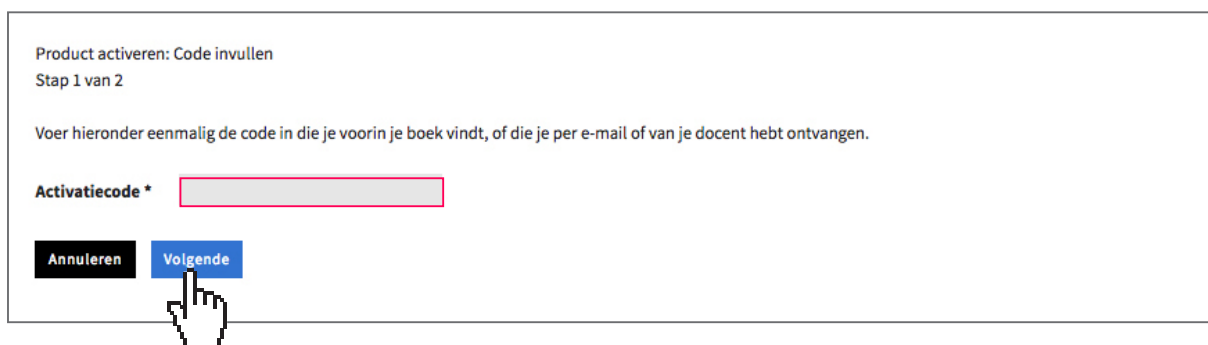 Product activeren: Code invullen
Stap 1 van 2
Voer hieronder eenmalig de code in die je voorin je boek vindt, of die je per e-mail of van je docent hebt ontvangen.
Activatiecode *
Annuleren Volgende